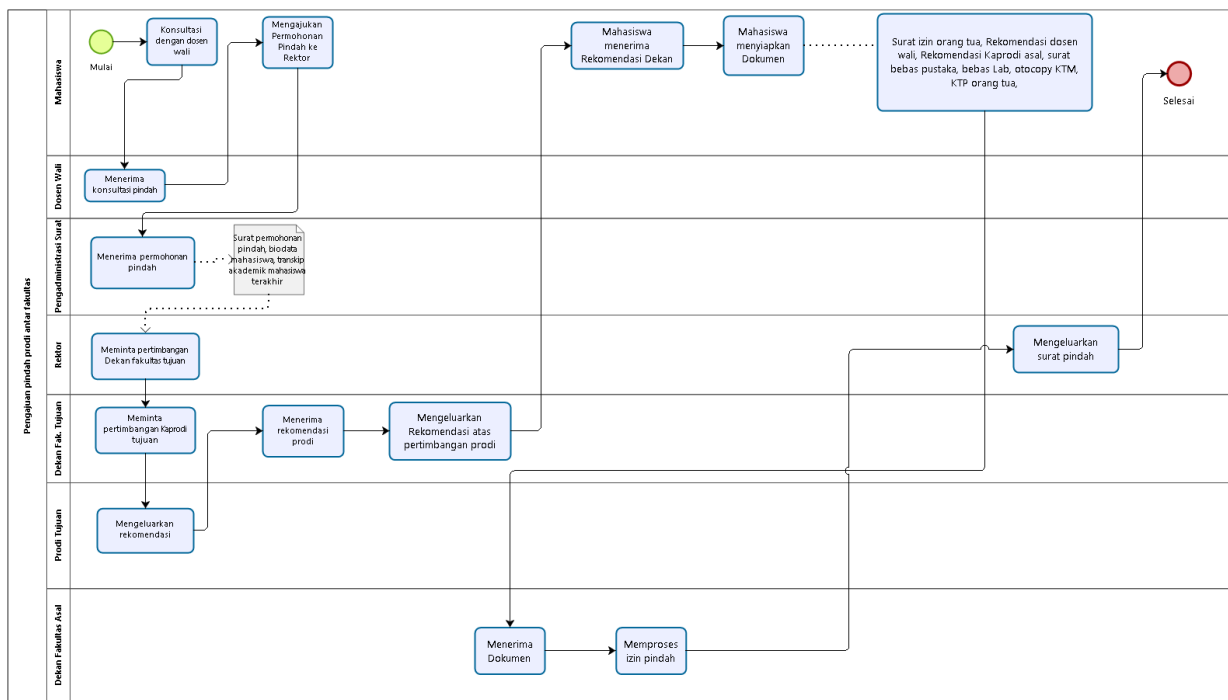 Pengajuan pindah prodi antar fakultas
Mahasiswa
Mulai
Konsultasi
dengan dosen
wali
Mengajukan
Permohonan
Pindah ke
Rektor
Mahasiswa
menerima
Rekomendasi Dekan
Mahasiswa
menyiapkan
Dokumen
Surat izin orang tua, Rekomendasi dosen
wali, Rekomendasi Kaprodi asal, surat
bebas pustaka, bebas Lab, otocopy KTM,
KTP orang tua,
Selesai
Dosen Wali
Menerima
konsultasi pindah
Pengadministrasi Surat
Menerima permohonan
pindah
Surat permohonan
pindah, biodata
mahasiswa, transkip
akademik mahasiswa
terakhir
Rektor
Meminta pertimbangan
Dekan fakultas tujuan
Mengeluarkan
surat pindah
Dekan Fak. Tujuan
Meminta
pertimbangan Kaprodi
tujuan
Menerima
rekomendasi
prodi
Mengeluarkan
Rekomendasi atas
pertimbangan prodi
Prodi Tujuan
Mengeluarkan
rekomendasi
Dekan Fakultas Asal
Menerima
Dokumen
Memproses
izin pindah